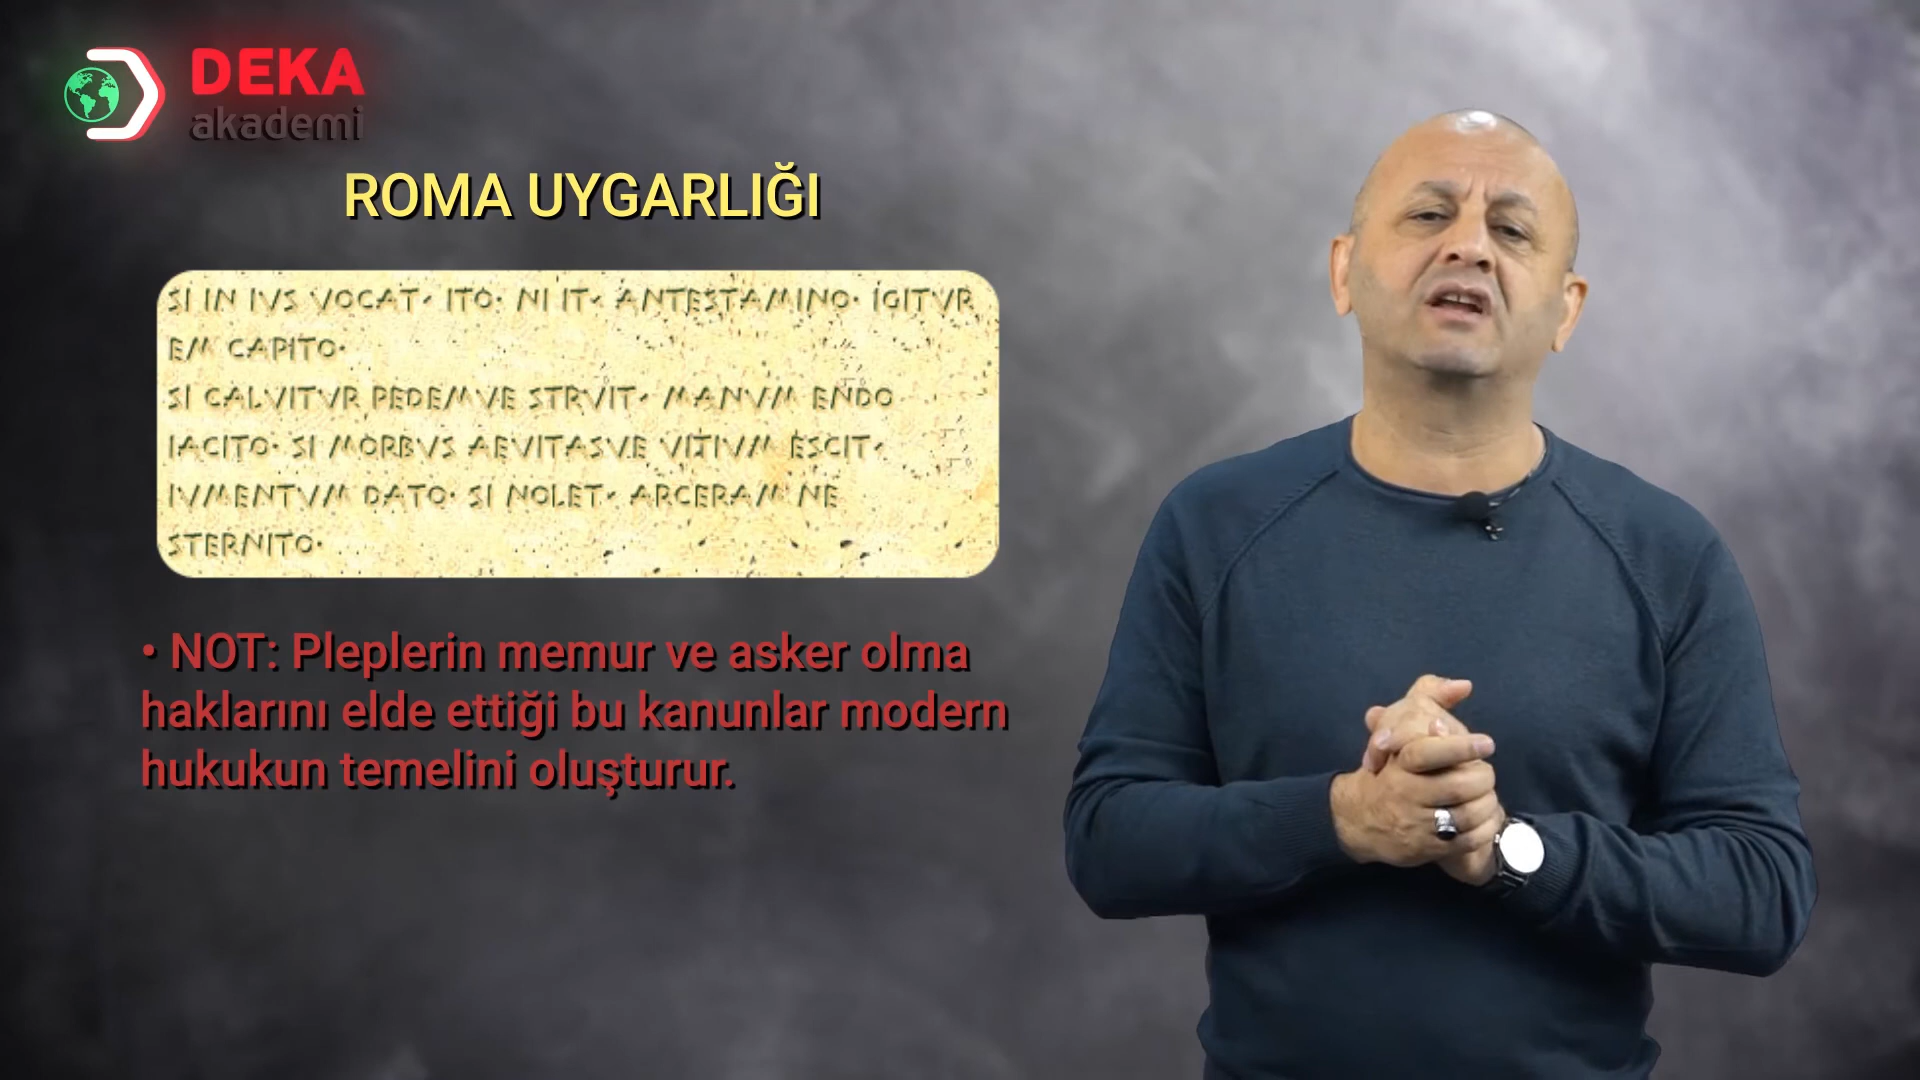 DEKA
akademi
ROMA UYGARLIĞI
SI IN IVS VOCAT· ITO· NI IT· ANTESTAMINO· IGITVR
EM CAPITO·
SI CALVITVR PEDEMVE STRVIT· MANVM ENDO
IACITO· SI MORBVS AEVITASVE VITIVM ESCIT·
IVMENTVM DATO· SI NOLET· ARCERAM NE
STERNITO·
• NOT: Pleplerin memur ve asker olma
haklarını elde ettiği bu kanunlar modern
hukukun temelini oluşturur.